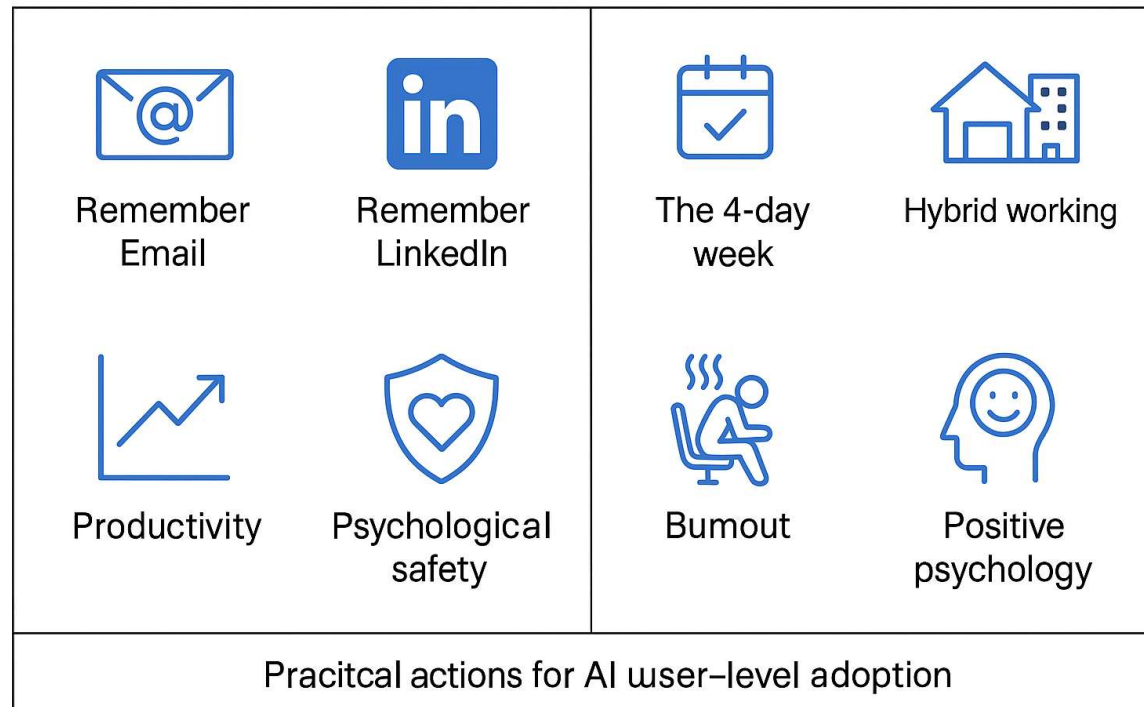 @
in
Remember
Email
Remember
LinkedIn
The 4-day
week
Hybrid working
Productivity
Psychological
safety
Bumout
Positive
psychology
Pracitcal actions for AI user–level adoption